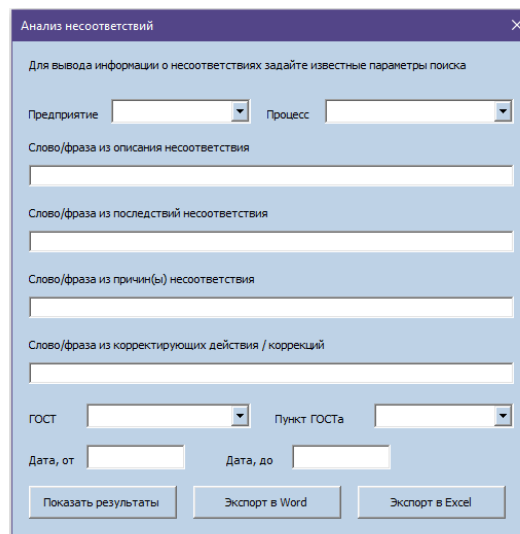 Анализ несоответствий
Для вывода информации о несоответствиях задайте известные параметры поиска
Предприятие Процесс
Слово/фраза из описания несоответствия
Слово/фраза из последствий несоответствия
Слово/фраза из причин(ы) несоответствия
Слово/фраза из корректирующих действия / коррекций
ГОСТ Пункт ГОСТа
Дата, от Дата, до
Показать результаты Экспорт в Word Экспорт в Excel